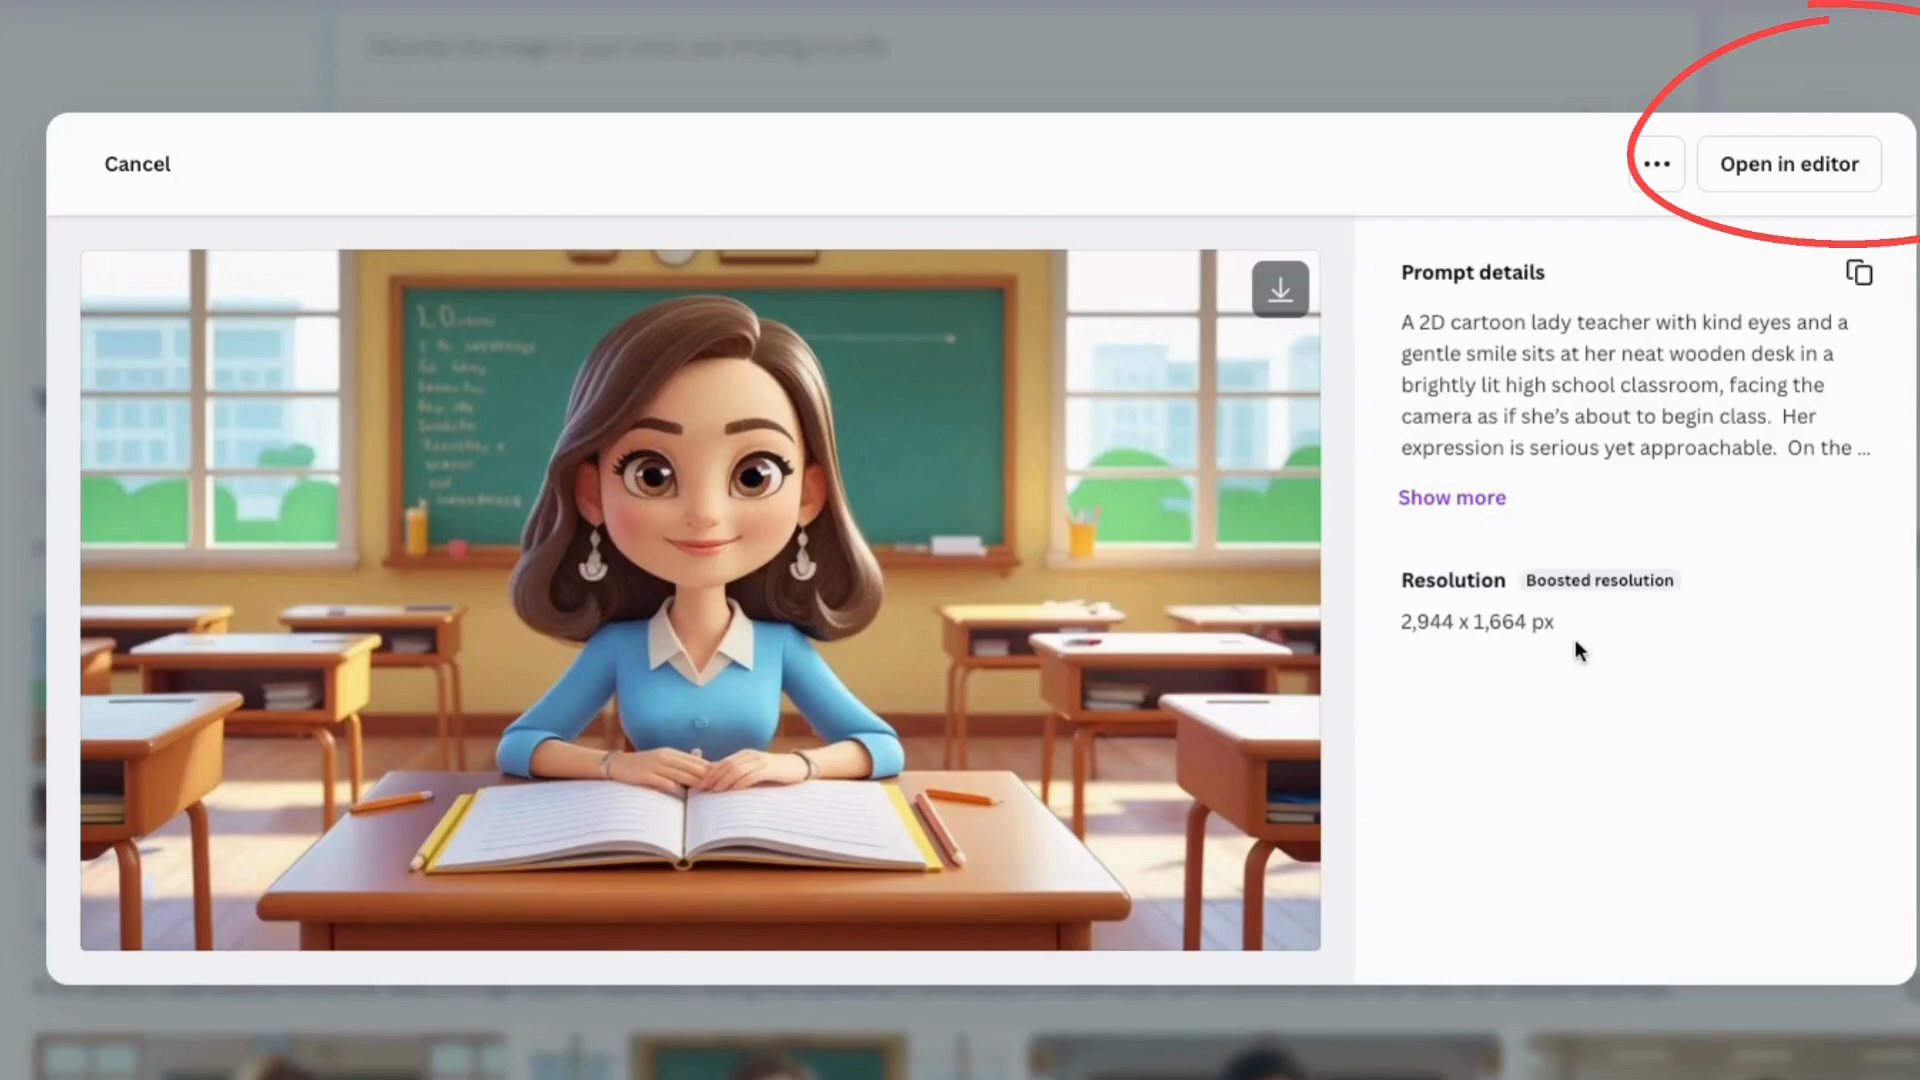 Cancel
Open in editor
Prompt details
A 2D cartoon lady teacher with kind eyes and a
gentle smile sits at her neat wooden desk in a
brightly lit high school classroom, facing the
camera as if she’s about to begin class.  Her
expression is serious yet approachable.  On the ...
Show more
Resolution Boosted resolution
2,944 x 1,664 px